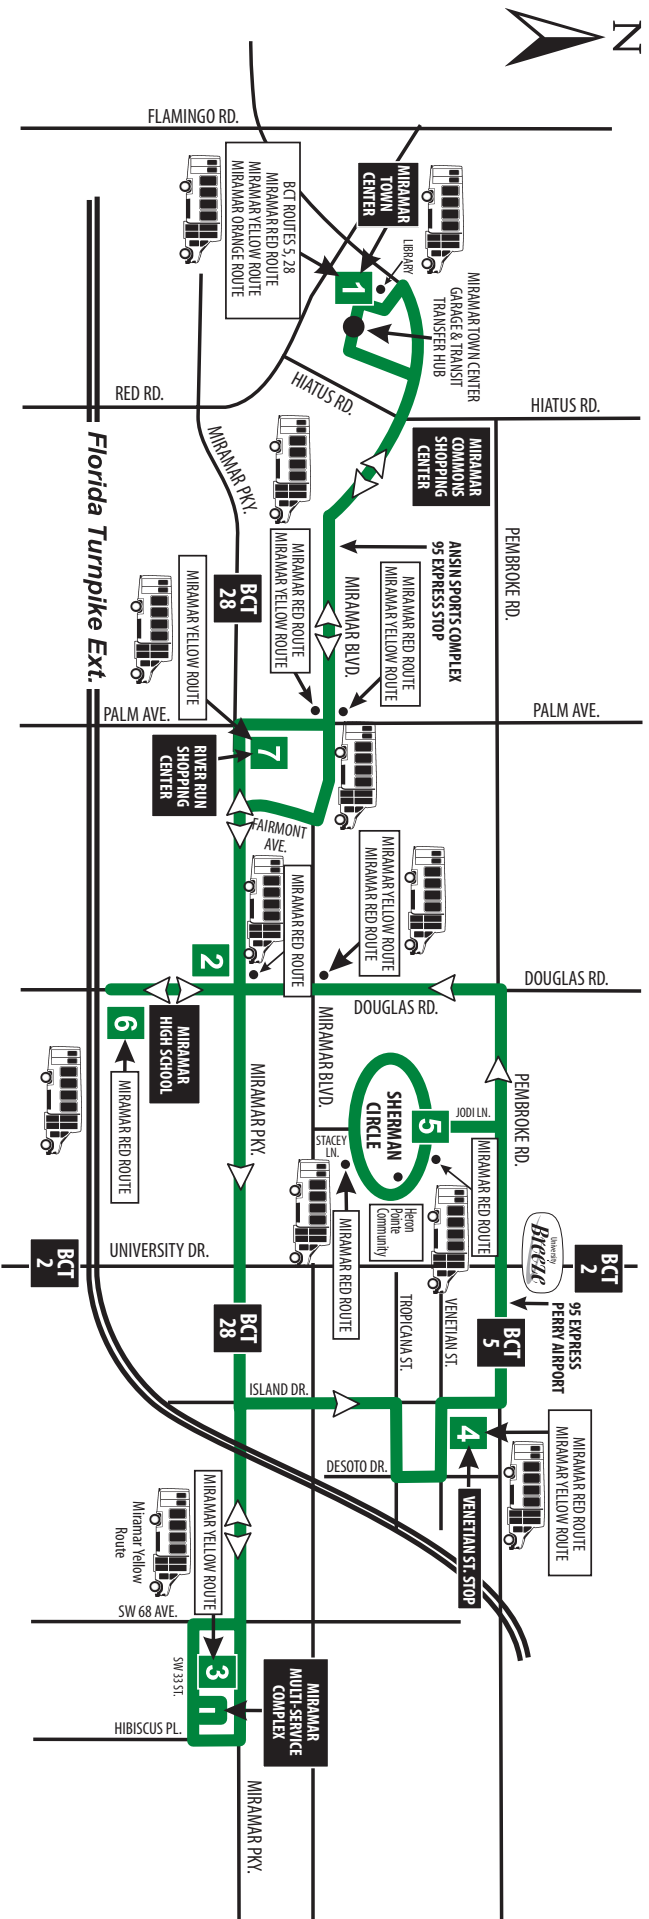 N
FLAMINGO RD.
BCT ROUTES 5, 28
MIRAMAR RED ROUTE
MIRAMAR YELLOW ROUTE
MIRAMAR ORANGE ROUTE
MIRAMAR
TOWN
CENTER
LIBRARY
1
MIRAMAR TOWN CENTER
GARAGE & TRANSIT
TRANSFER HUB
RED RD.
HIATUS RD.
HIATUS RD.
MIRAMAR PKY.
MIRAMAR
COMMONS
SHOPPING
CENTER
Florida Turnpike Ext.
PEMBROKE RD.
ANSIN SPORTS COMPLEX
95 EXPRESS STOP
MIRAMAR RED ROUTE
MIRAMAR YELLOW ROUTE
MIRAMAR BLVD.
MIRAMAR RED ROUTE
MIRAMAR YELLOW ROUTE
BCT
28
MIRAMAR YELLOW ROUTE
PALM AVE.
PALM AVE.
7
RIVER RUN
SHOPPING
CENTER
FAIRMONT
AVE.
MIRAMAR RED ROUTE
MIRAMAR YELLOW ROUTE
MIRAMAR RED ROUTE
2
DOUGLAS RD.
DOUGLAS RD.
6
MIRAMAR
HIGH SCHOOL
MIRAMAR RED ROUTE
MIRAMAR PKY.
MIRAMAR BLVD.
SHERMAN
CIRCLE
5
JODI LN.
PEMBROKE RD.
STACEY
LN.
MIRAMAR RED ROUTE
MIRAMAR RED ROUTE
Heron
Pointe
Community
University
Breeze
UNIVERSITY DR.
BCT
2
BCT
2
BCT
28
BCT
5
95 EXPRESS
PERRY AIRPORT
TROPICANA ST.
VENETIAN ST.
ISLAND DR.
4
MIRAMAR RED ROUTE
MIRAMAR YELLOW ROUTE
DESOTO DR.
VENETIAN ST. STOP
MIRAMAR YELLOW ROUTE
Miramar Yellow
Route
SW 68 AVE.
3
SW 33 ST.
MIRAMAR
MULTI-SERVICE
COMPLEX
HIBISCUS PL.
MIRAMAR PKY.